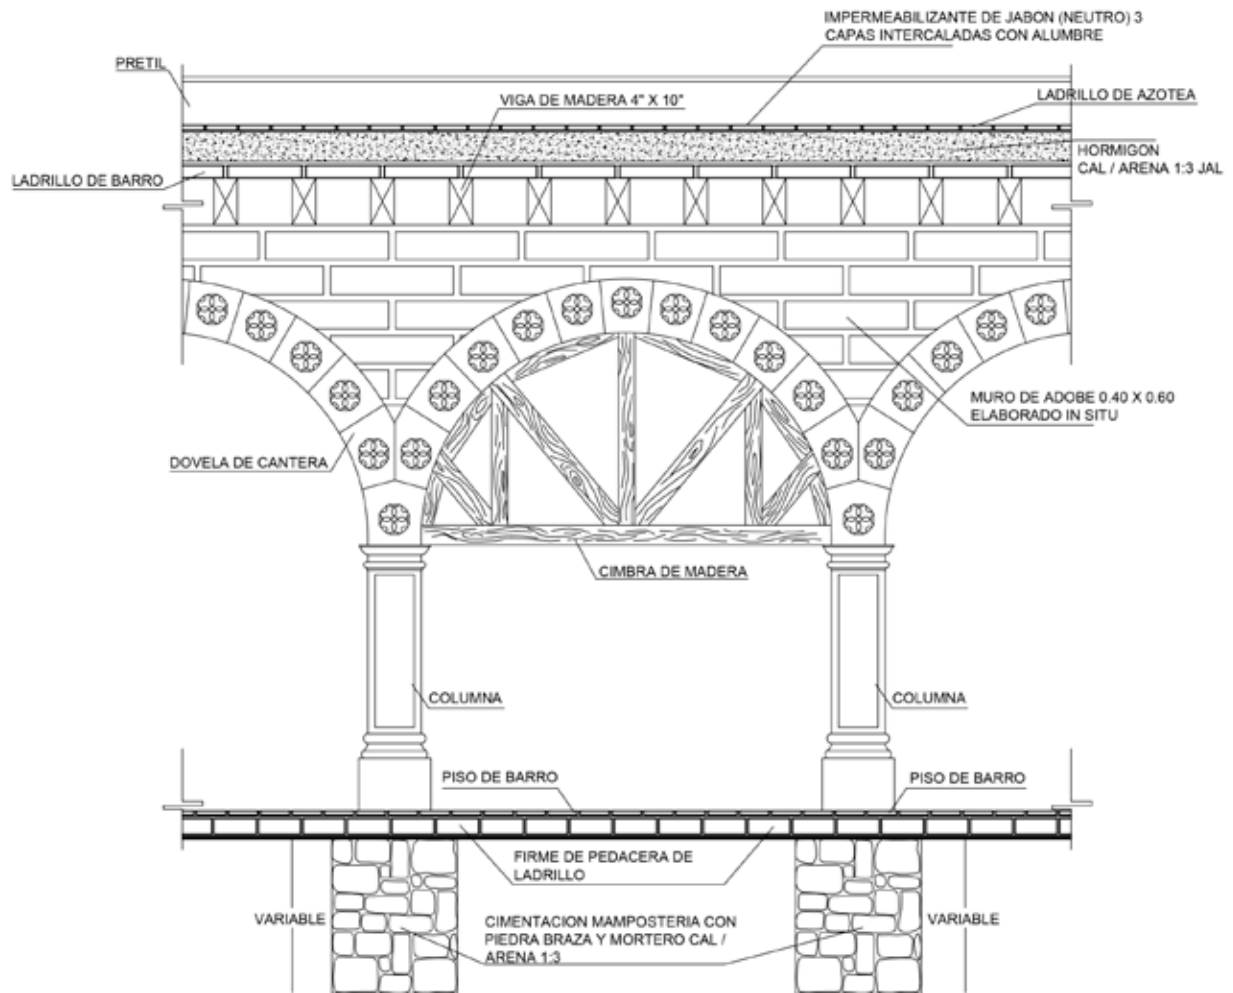 IMPERMEABILIZANTE DE JABON (NEUTRO) 3
CAPAS INTERCALADAS CON ALUMBRE
PRETIL
VIGA DE MADERA 4" X 10"
LADRILLO DE AZOTEA
HORMIGON
CAL / ARENA 1:3 JAL
LADRILLO DE BARRO
MURO DE ADOBE 0.40 X 0.60
ELABORADO IN SITU
DOVELA DE CANTERA
CIMBRA DE MADERA
COLUMNA
COLUMNA
PISO DE BARRO
PISO DE BARRO
FIRME DE PEDACERA DE
LADRILLO
VARIABLE
CIMENTACION MAMPOSTERIA CON
PIEDRA BRAZA Y MORTERO CAL /
ARENA 1:3
VARIABLE